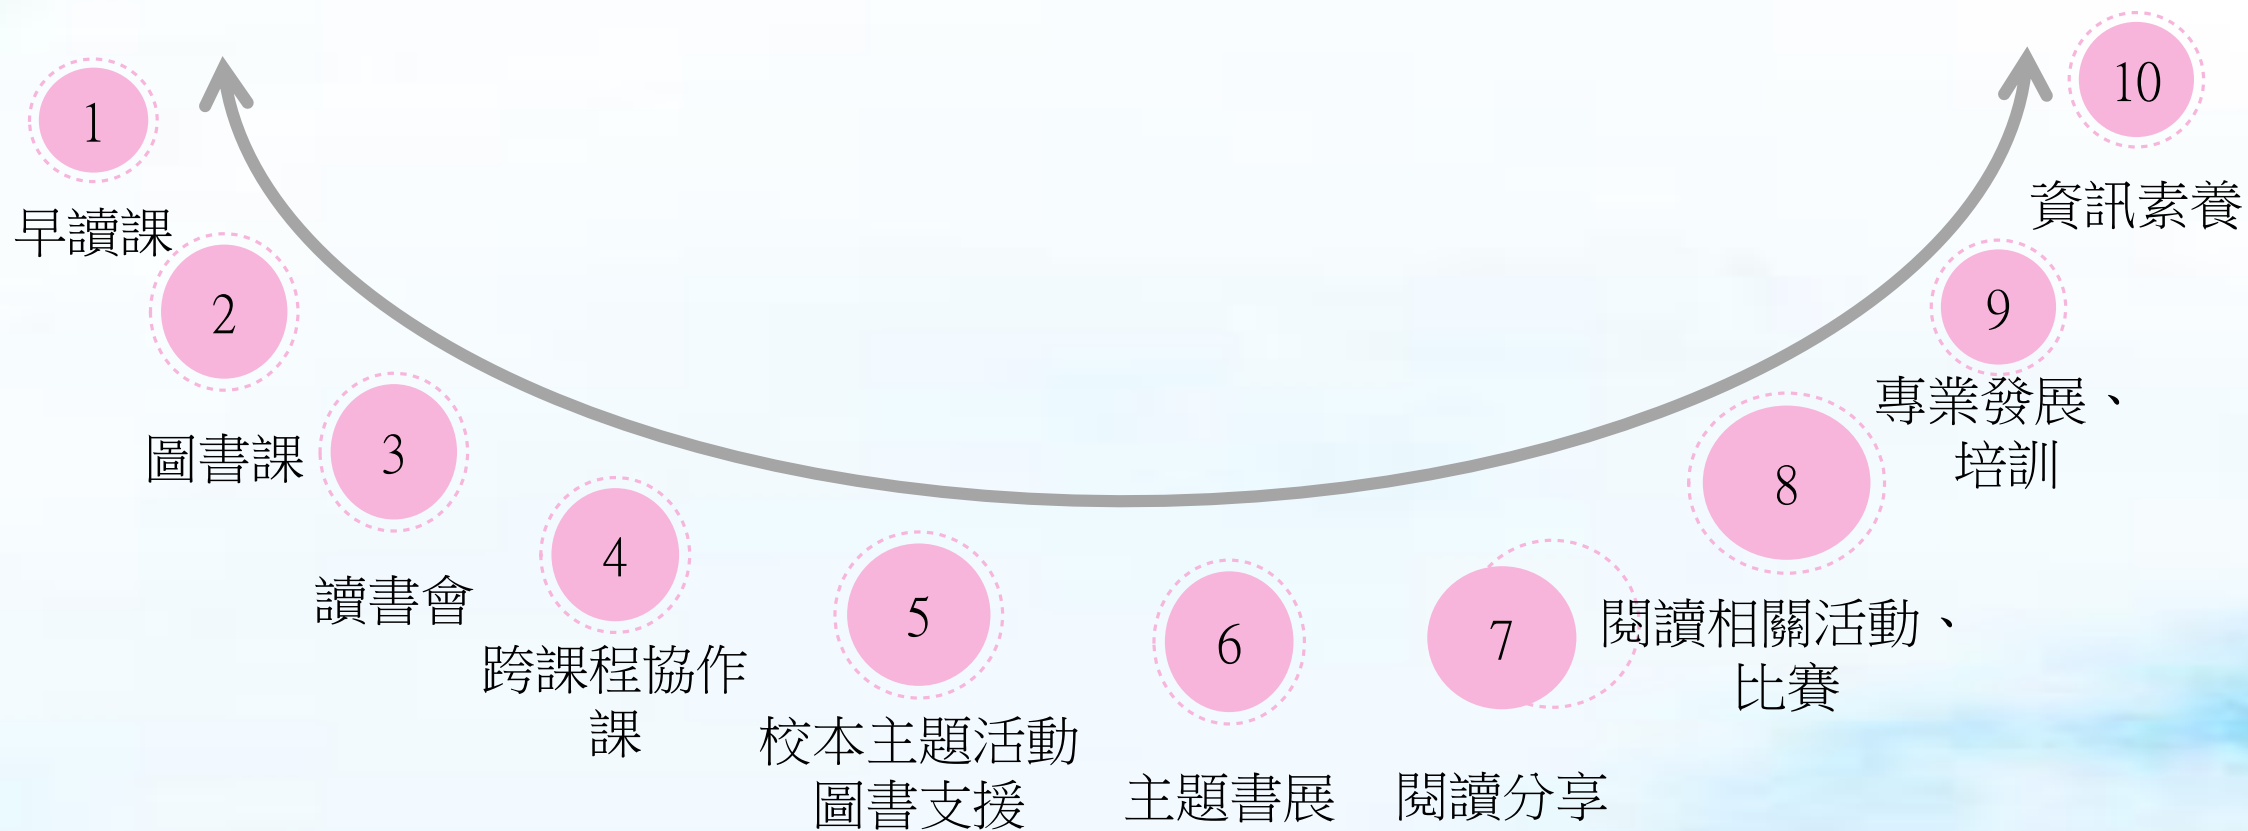 1
早讀課
2
圖書課
3
讀書會
4
跨課程協作
課
5
校本主題活動
圖書支援
6
主題書展
7
閱讀分享
8
閱讀相關活動、
比賽
9
專業發展、
培訓
10
資訊素養